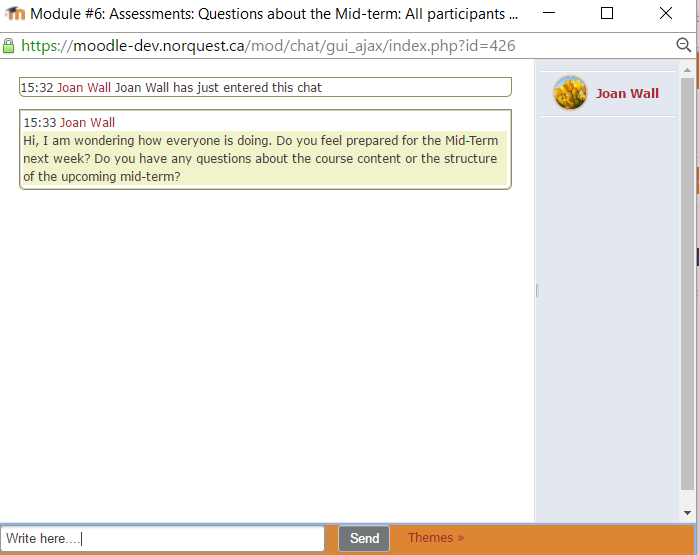 Module #6: Assessments: Questions about the Mid-term: All participants ...
https://moodle-dev.norquest.ca/mod/chat/gui_ajax/index.php?id=426
15:32 Joan Wall Joan Wall has just entered this chat
Joan Wall
15:33 Joan Wall
Hi, I am wondering how everyone is doing. Do you feel prepared for the Mid-Term
next week? Do you have any questions about the course content or the structure
of the upcoming mid-term?
Write here....
Send
Themes »